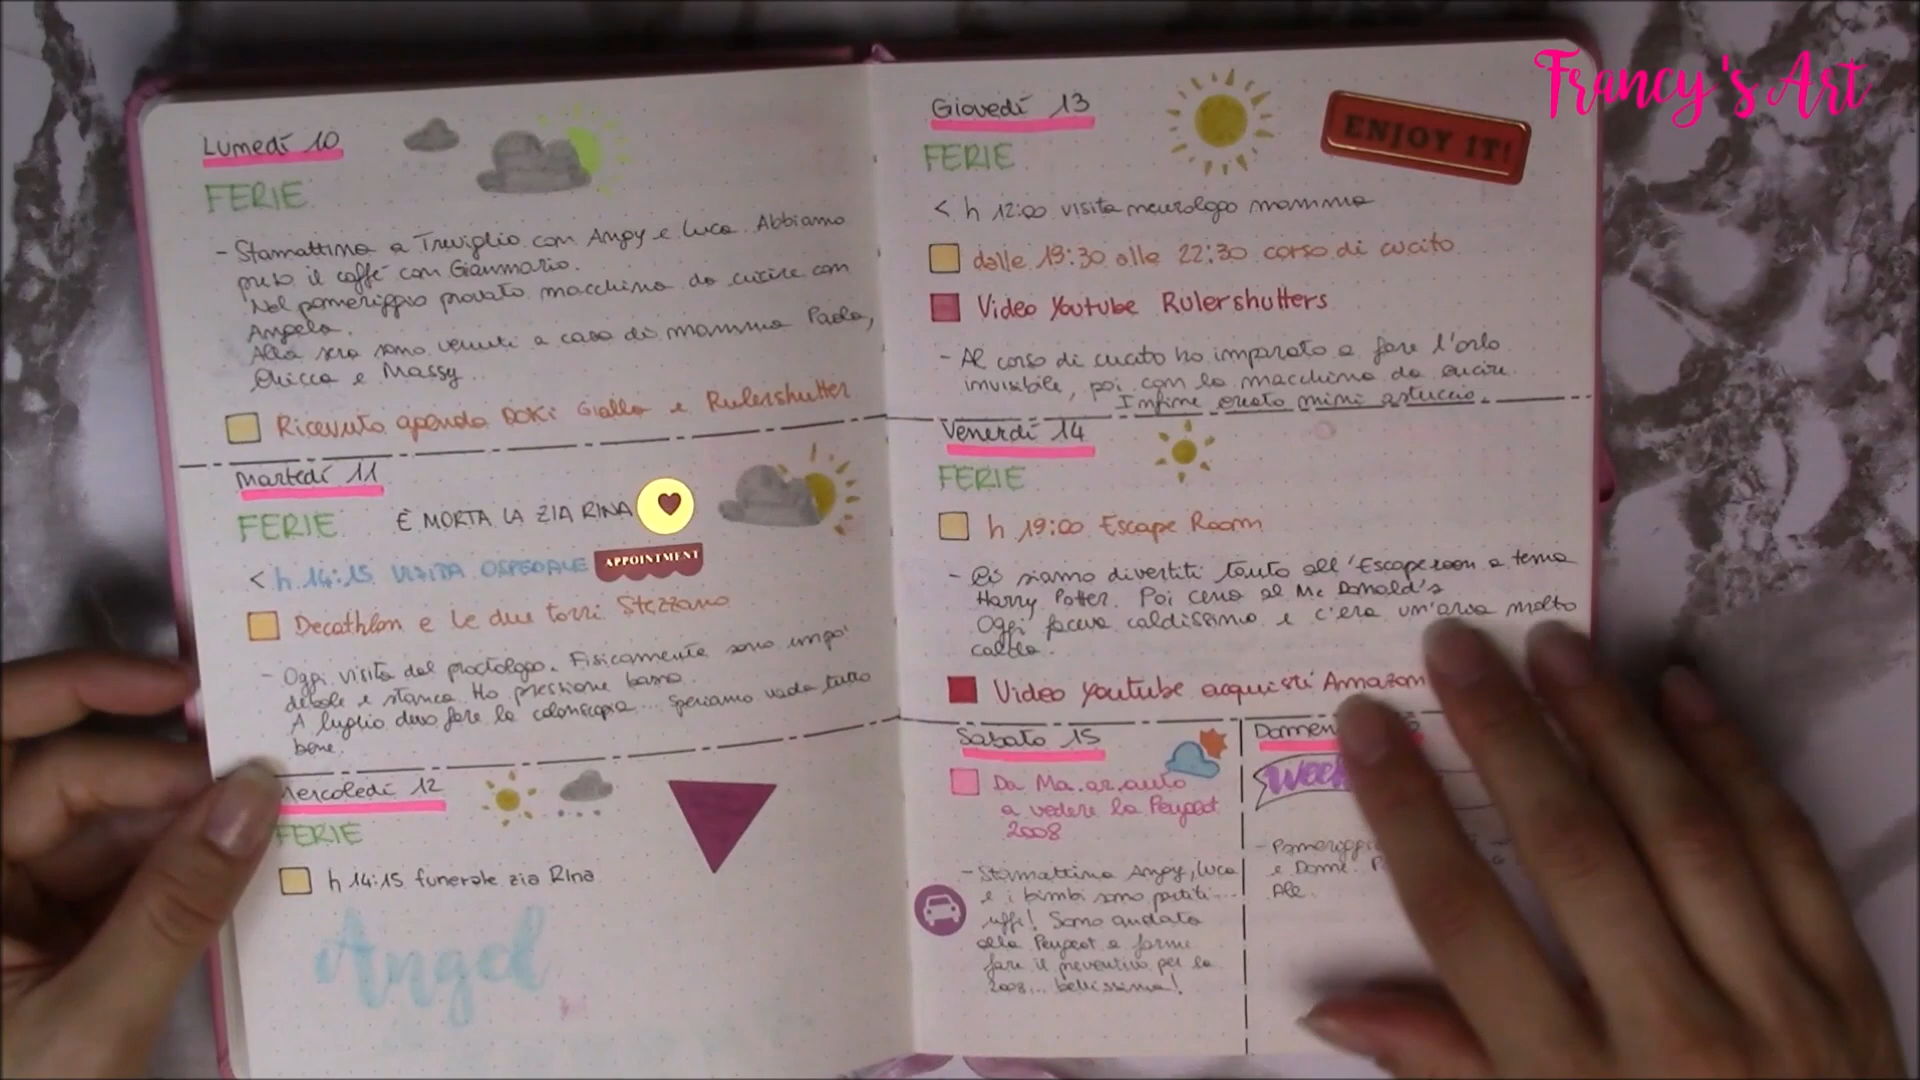 Francy's Art
Lunedì 10
FERIE
- Stamattina a Treviglio con Angy e Luca. Abbiamo
preso il caffè con Gianmario.
Nel pomeriggio provato macchina da cucire con
Angela.
Alla sera sono venuti a casa di mamma Paola,
Chicca e Massy.
Ricevuto agenda DOKI Gialla e Rulershutter
Martedì 11
FERIE
È MORTA LA ZIA RINA
< h 14:15 VISITA OSPEDALE
APPOINTMENT
Decathlon e le due torri Stezzano
- Oggi visita dal proctologo. Fisicamente sono un po'
debole e stanca. Ho pressione bassa.
A luglio devo fare la colonscopia... Speriamo vada tutto
bene.
Mercoledì 12
FERIE
h 14:15 funerale zia Rina
Angel
Giovedì 13
FERIE
ENJOY IT!
< h 12:00 visita neurologo mamma
dalle 19:30 alle 22:30 corso di cucito
Video Youtube Rulershutters
- Al corso di cucito ho imparato a fare l'orlo
invisibile, poi con la macchina da cucire.
Infine creato mini astuccio.
Venerdì 14
FERIE
h 19:00 Escape Room
- Ci siamo divertiti tanto all'Escaperoom a tema
Harry Potter. Poi cena al Mc Donald's
Oggi faceva caldissimo e c'era un'aria molto
calda.
Video youtube acquisti Amazon
Sabato 15
Da
a vedere la Peugeot
2008
- Stamattina Angy, Luca
e i bimbi sono partiti...
uffi! Sono andata
alla Peugeot a farmi
fare il preventivo per la
2008... bellissima!
Domen
Week
- Pomeriggi
e Dome. P
Ale.